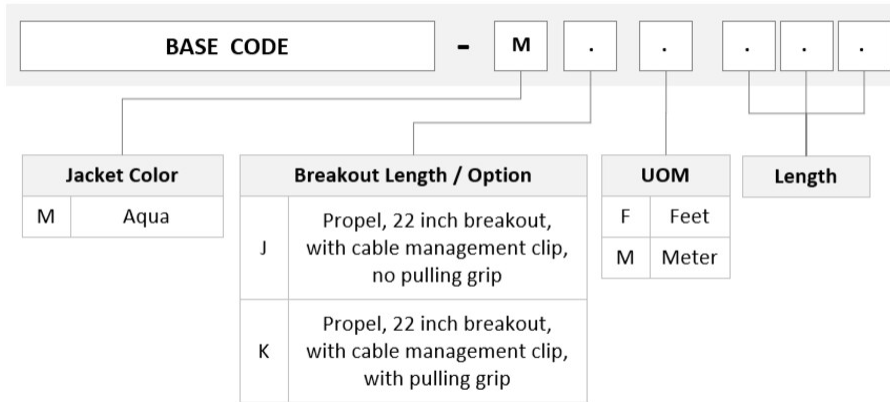 BASE CODE - M . . . . .
Jacket Color
M Aqua
Breakout Length / Option
J Propel, 22 inch breakout,
with cable management clip,
no pulling grip
K Propel, 22 inch breakout,
with cable management clip,
with pulling grip
UOM
F Feet
M Meter
Length